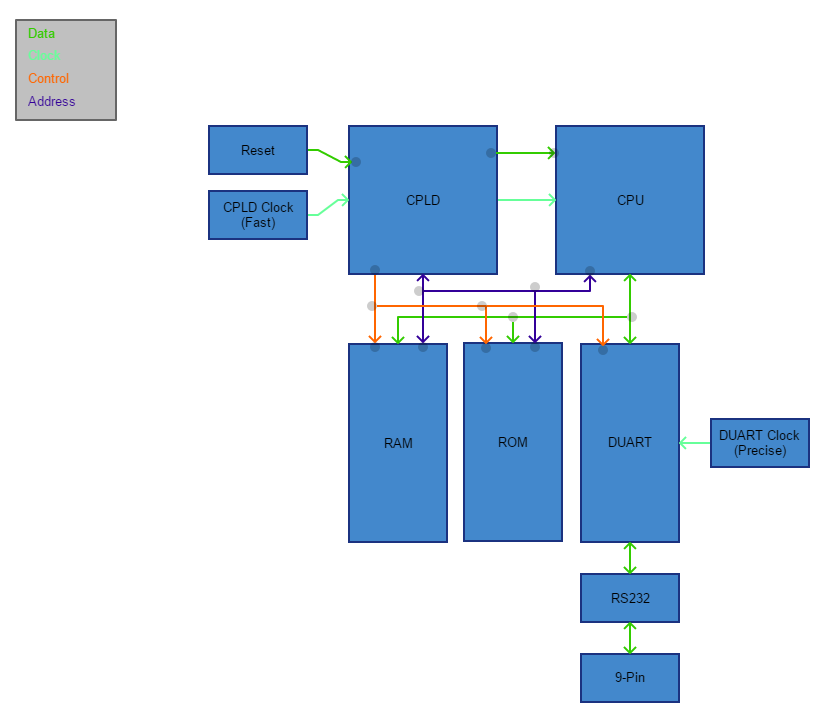 Data
Clock
Control
Address
Reset
CPLD Clock
(Fast)
CPLD
CPU
RAM
ROM
DUART
DUART Clock
(Precise)
RS232
9-Pin